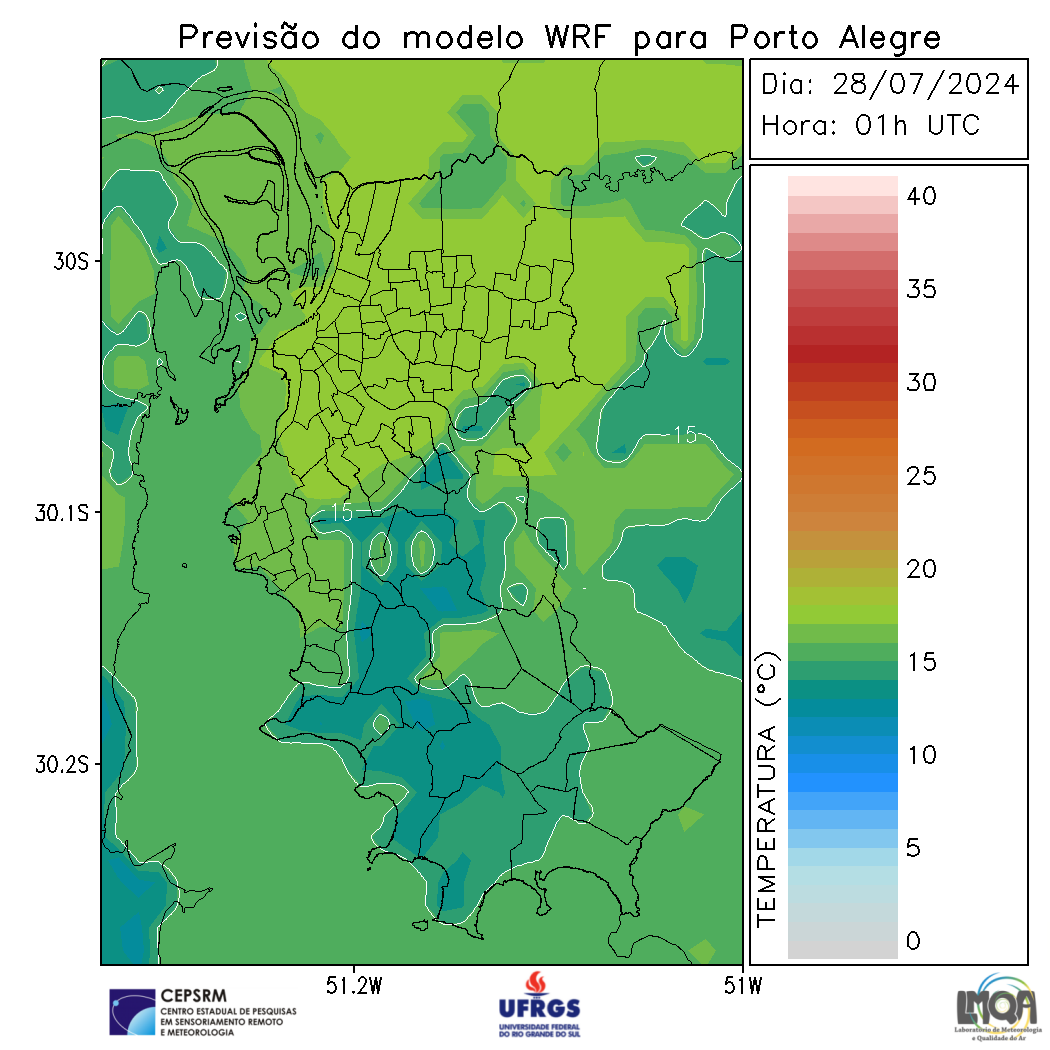 Previsão do modelo WRF para Porto Alegre
Dia: 28/07/2024
Hora: 01h UTC
30S
30.1S
30.2S
51.2W
51W
15
15
TEMPERATURA (°C)
40
35
30
25
20
15
10
5
0
CEPSRM
CENTRO ESTADUAL DE PESQUISAS
EM SENSORIAMENTO REMOTO
E METEOROLOGIA
UFRGS
UNIVERSIDADE FEDERAL
DO RIO GRANDE DO SUL
LMQA
Laboratório de Meteorologia
e Qualidade do Ar